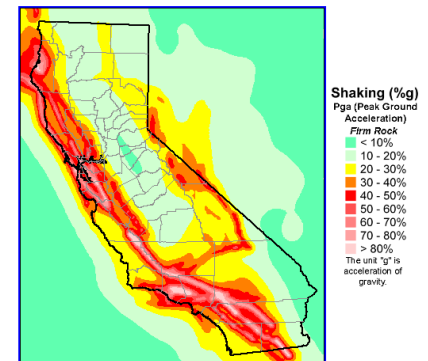 Shaking (%g)
Pga (Peak Ground
Acceleration)
Firm Rock
< 10%
10 - 20%
20 - 30%
30 - 40%
40 - 50%
50 - 60%
60 - 70%
70 - 80%
> 80%
The unit "g" is
acceleration of
gravity.